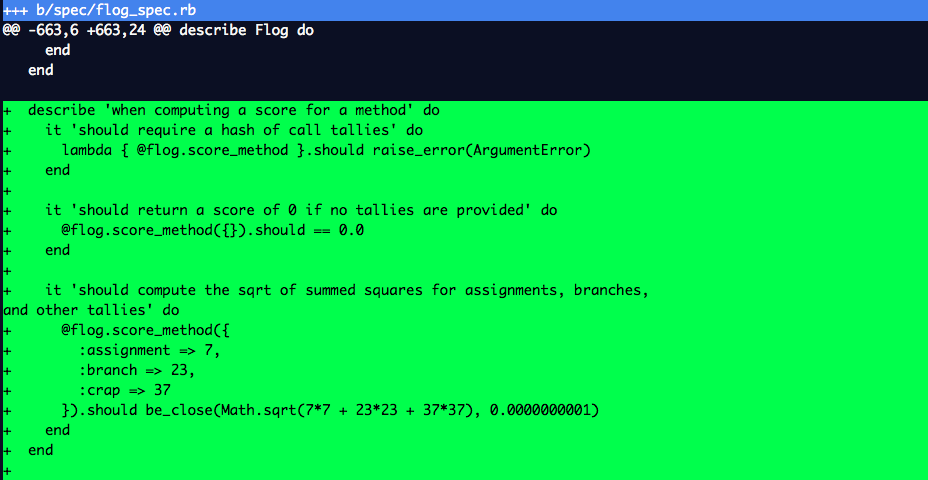 +++ b/spec/flog_spec.rb
@@ -663,6 +663,24 @@ describe Flog do
     end
   end

+  describe 'when computing a score for a method' do
+    it 'should require a hash of call tallies' do
+      lambda { @flog.score_method }.should raise_error(ArgumentError)
+    end
+
+    it 'should return a score of 0 if no tallies are provided' do
+      @flog.score_method({}).should == 0.0
+    end
+
+    it 'should compute the sqrt of summed squares for assignments, branches,
and other tallies' do
+      @flog.score_method({
+        :assignment => 7,
+        :branch => 23,
+        :crap => 37
+      }).should be_close(Math.sqrt(7*7 + 23*23 + 37*37), 0.0000000001)
+    end
+  end
+